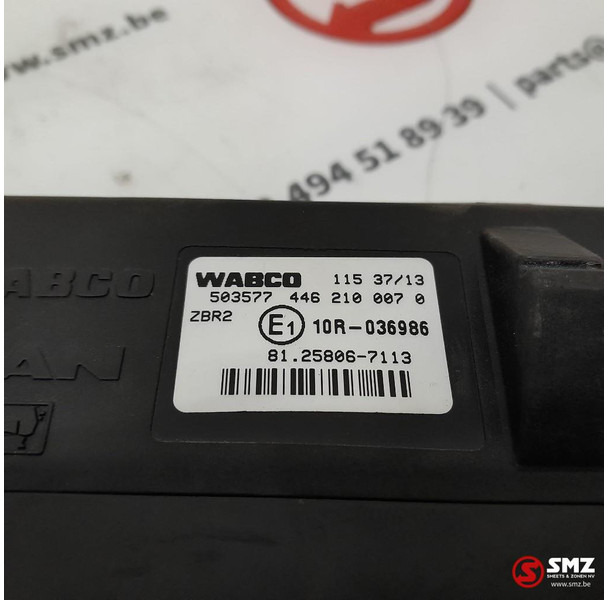 www.smz.be
494 51 89 39 | parts@
WABCO 115 37/13
503577 446 210 007 0
ZBR2 E1 10R-036986
81.25806-7113
SMZ
SMEETS & ZONEN NV
smz.be